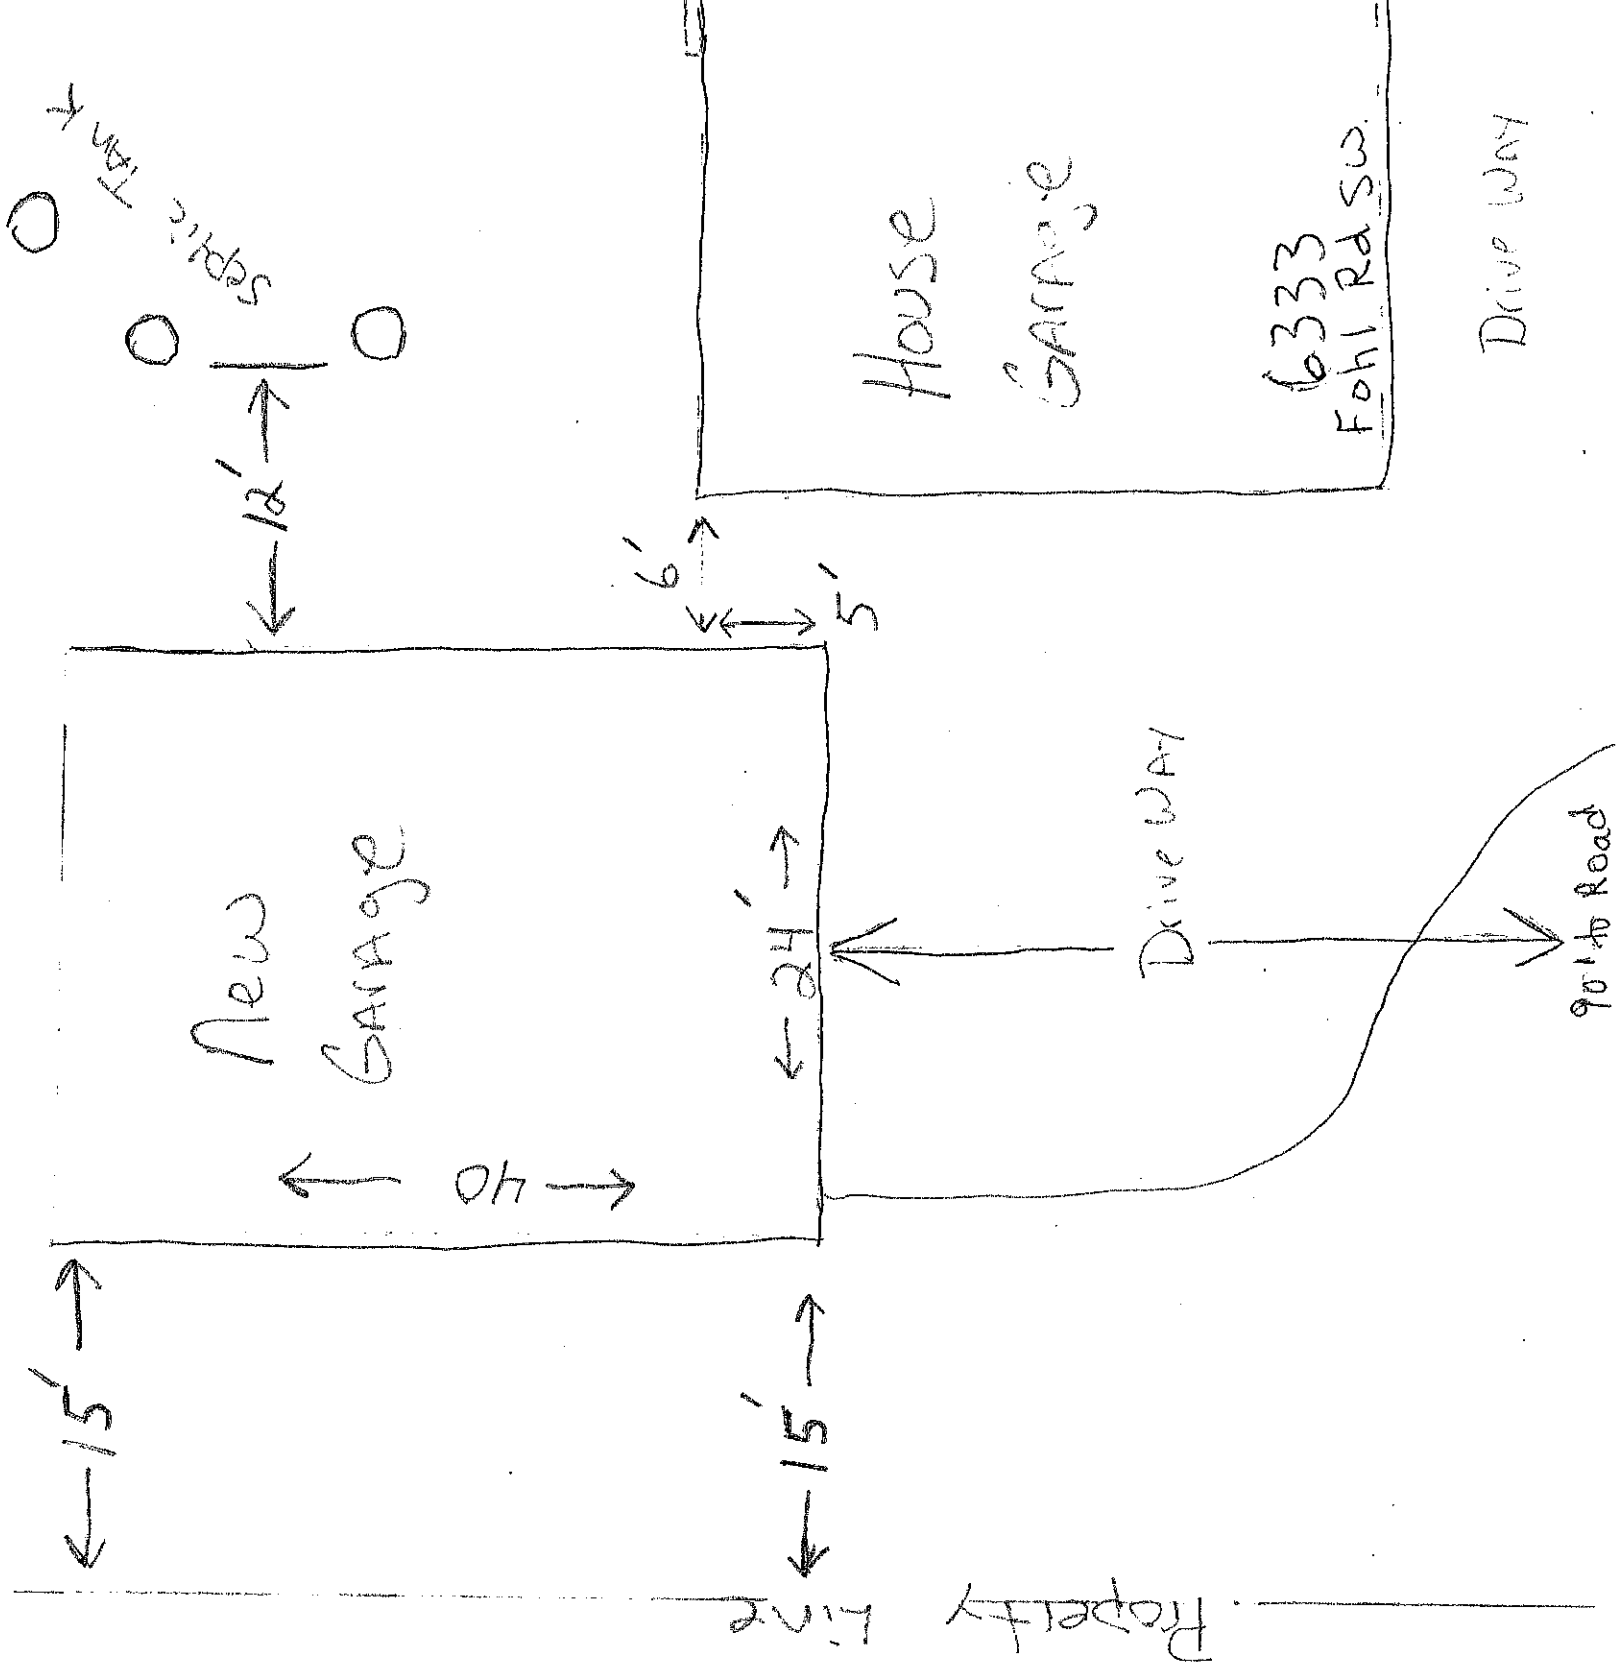 Septic Tank
15'
New
Garage
12'
40
6'
5'
24'
15'
Property Line
House
Garage
6333
Fohl Rd SW.
Drive Way
Drive Way
90' to Road